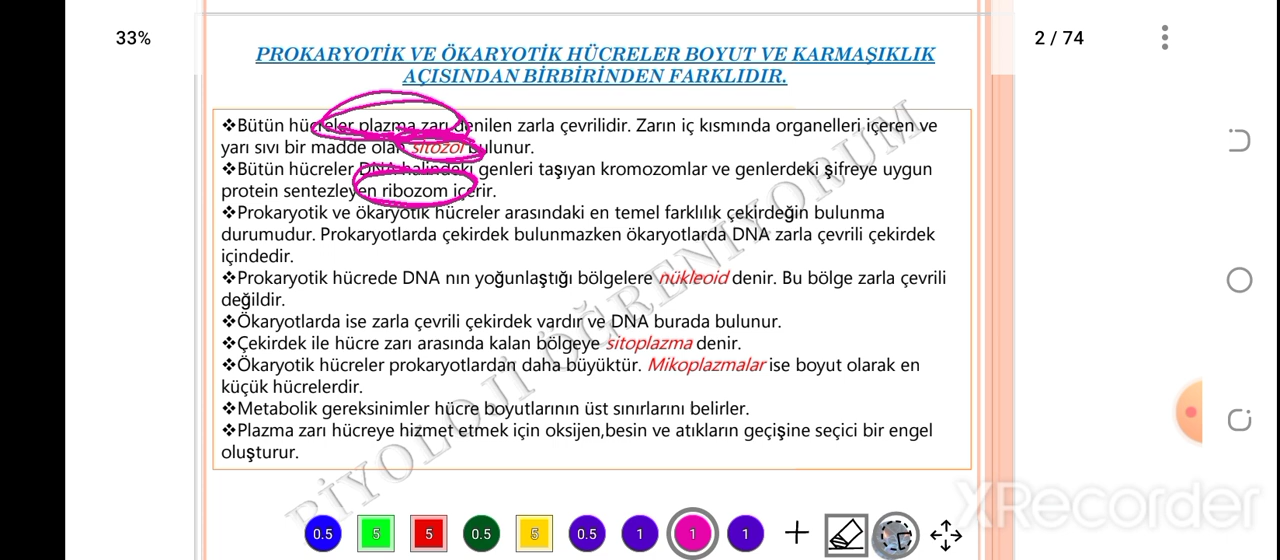 33%
2 / 74
PROKARYOTİK VE ÖKARYOTİK HÜCRELER BOYUT VE KARMAŞIKLIK
AÇISINDAN BİRBİRİNDEN FARKLIDIR.
❖Bütün hücreler plazma zarı denilen zarla çevrilidir. Zarın iç kısmında organelleri içeren ve
yarı sıvı bir madde olan sitozol bulunur.
❖Bütün hücreler DNA halindeki genleri taşıyan kromozomlar ve genlerdeki şifreye uygun
protein sentezleyen ribozom içerir.
❖Prokaryotik ve ökaryotik hücreler arasındaki en temel farklılık çekirdeğin bulunma
durumudur. Prokaryotlarda çekirdek bulunmazken ökaryotlarda DNA zarla çevrili çekirdek
içindedir.
❖Prokaryotik hücrede DNA nın yoğunlaştığı bölgelere nükleoid denir. Bu bölge zarla çevrili
değildir.
❖Ökaryotlarda ise zarla çevrili çekirdek vardır ve DNA burada bulunur.
❖Çekirdek ile hücre zarı arasında kalan bölgeye sitoplazma denir.
❖Ökaryotik hücreler prokaryotlardan daha büyüktür. Mikoplazmalar ise boyut olarak en
küçük hücrelerdir.
❖Metabolik gereksinimler hücre boyutlarının üst sınırlarını belirler.
❖Plazma zarı hücreye hizmet etmek için oksijen,besin ve atıkların geçişine seçici bir engel
oluşturur.
BİYOLOJİ ÖĞRENİYORUM
0.5 5 5 0.5 5 0.5 1 1 1
XRecorder